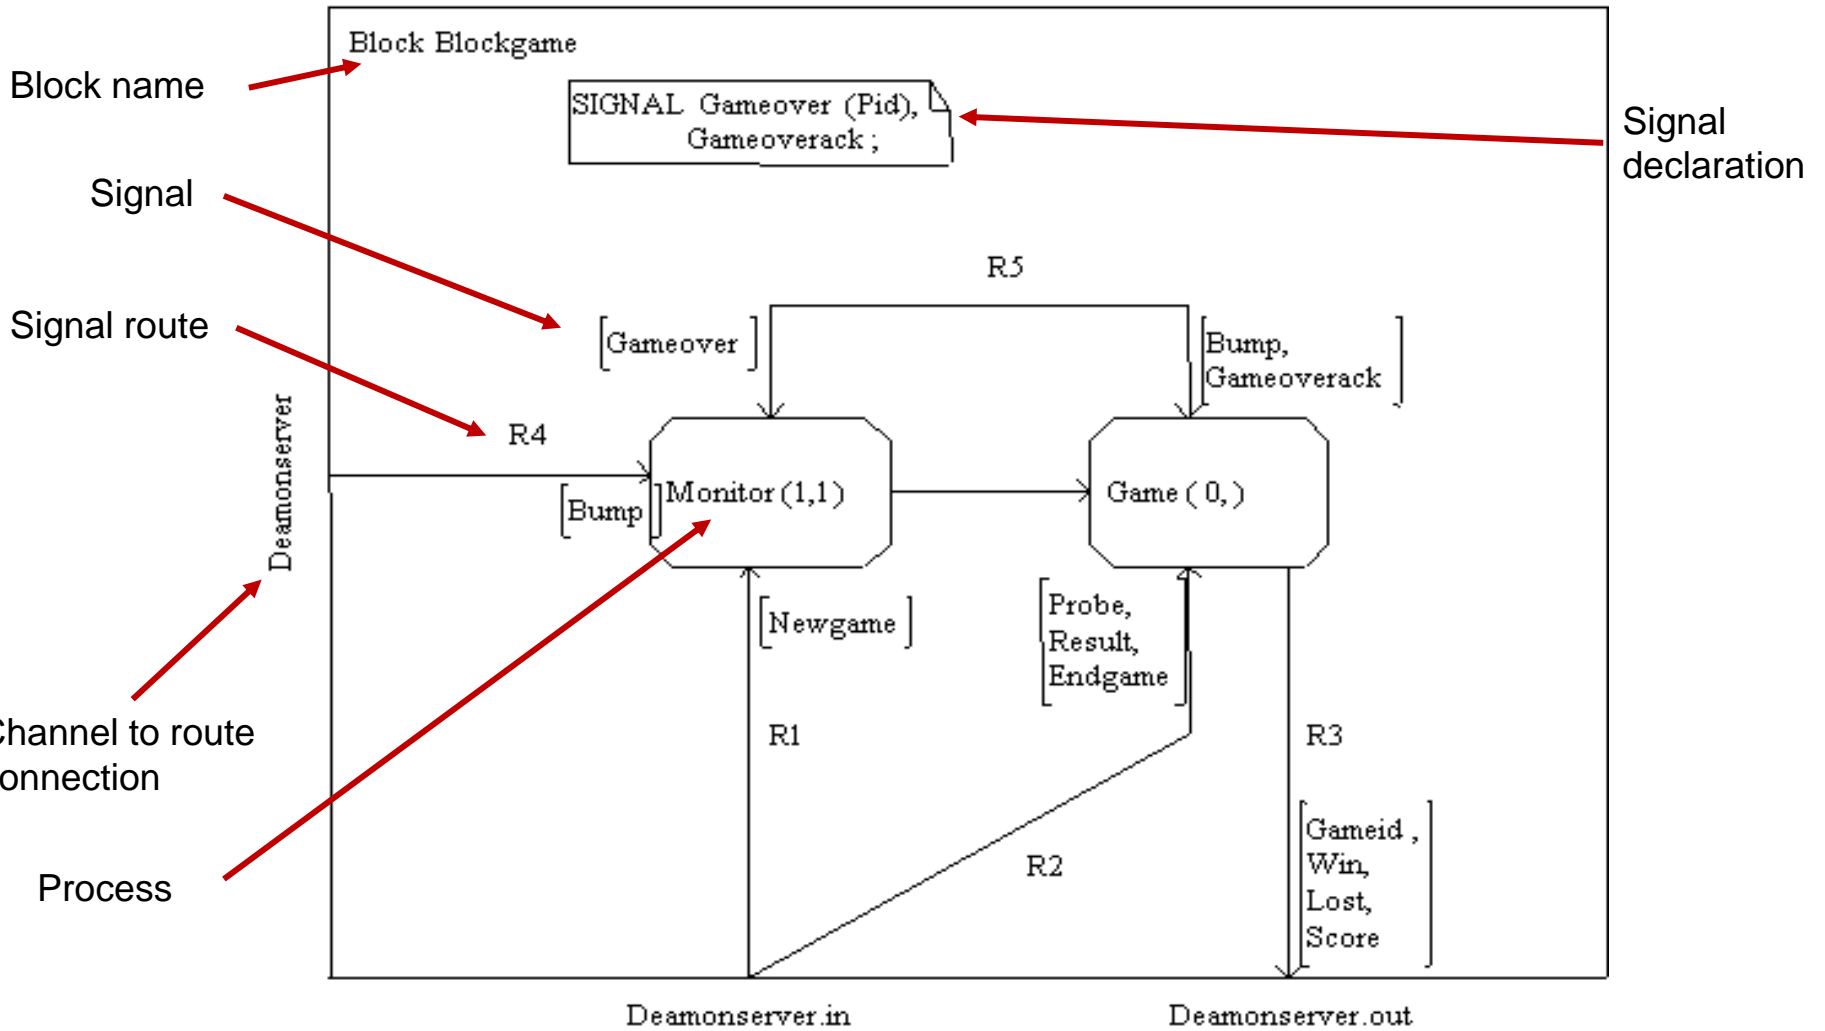 Block Blockgame
Block name
SIGNAL Gameover (Pid),
Gameoverack ;
Signal
declaration
Signal
R5
Signal route
[Gameover]
[Bump,
Gameoverack]
Deamonserver
R4
[Bump]
Monitor (1,1)
Game ( 0, )
[Newgame]
[Probe,
Result,
Endgame]
Channel to route
connection
R1
R3
R2
[Gameid ,
Win,
Lost,
Score]
Process
Deamonserver.in
Deamonserver.out